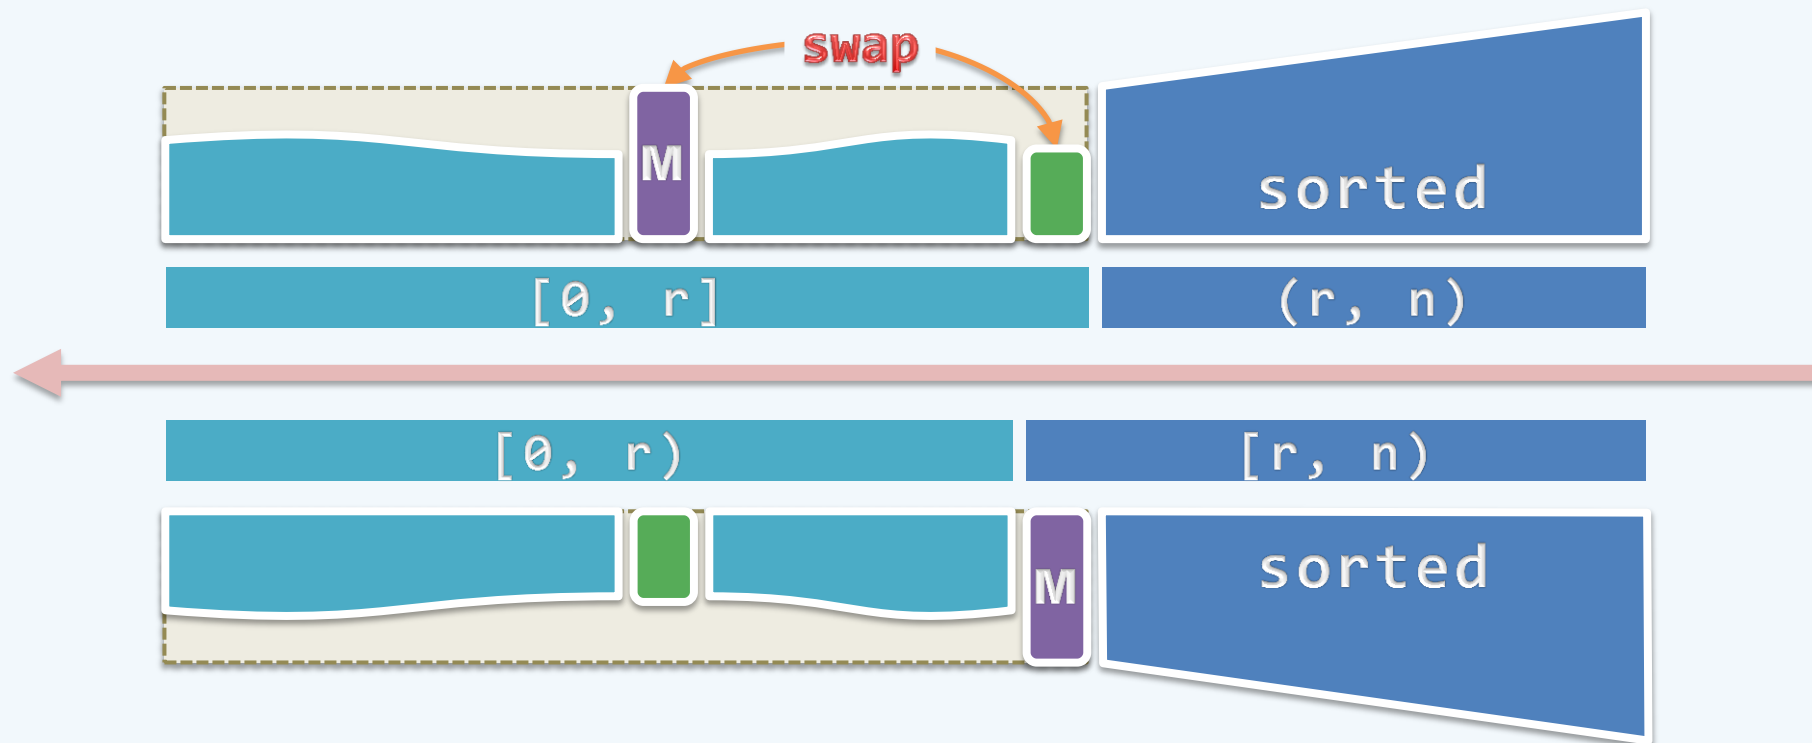 swap
M
sorted
[0, r]
(r, n)
[0, r)
[r, n)
sorted
M